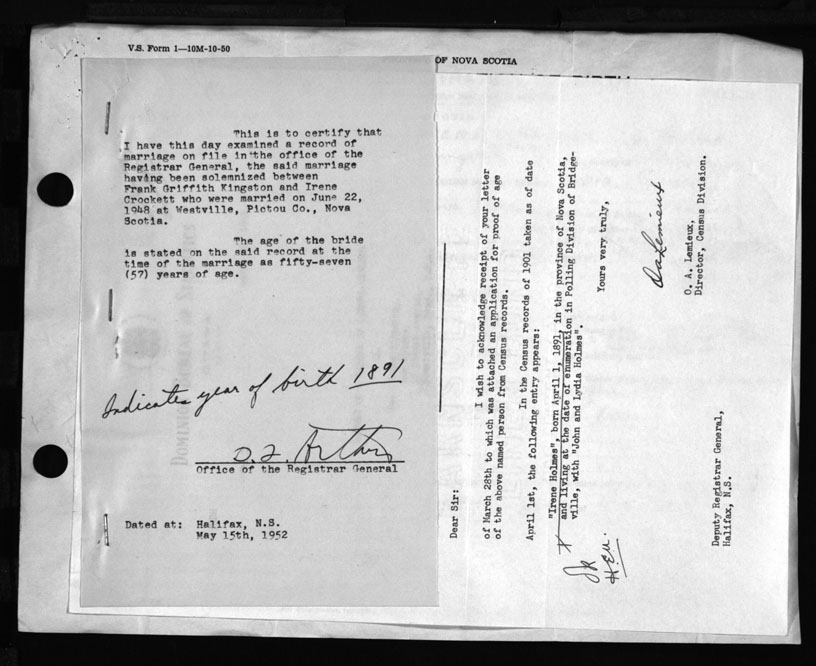 V.S. Form 1—10M-10-50
OF NOVA SCOTIA
This is to certify that
I have this day examined a record of
marriage on file in the office of the
Registrar General, the said marriage
having been solemnized between
Frank Griffith Kingston and Irene
Crockett who were married on June 22,
1948 at Westville, Pictou Co., Nova
Scotia.
The age of the bride
is stated on the said record at the
time of the marriage as fifty-seven
(57) years of age.
Indicates year of birth 1891
Office of the Registrar General
Dated at: Halifax, N.S.
May 15th, 1952
Dear Sir:
I wish to acknowledge receipt of your letter
of March 28th to which was attached an application for proof of age
of the above named person from Census records.
In the Census records of 1901 taken as of date
April 1st, the following entry appears:
"Irene Holmes", born April 1, 1891, in the province of Nova Scotia,
and living at the date of enumeration in Polling Division of Bridge-
ville, with "John and Lydia Holmes".
Yours very truly,
OALemieux
O. A. Lemieux,
Director, Census Division.
Deputy Registrar General,
Halifax, N.S.